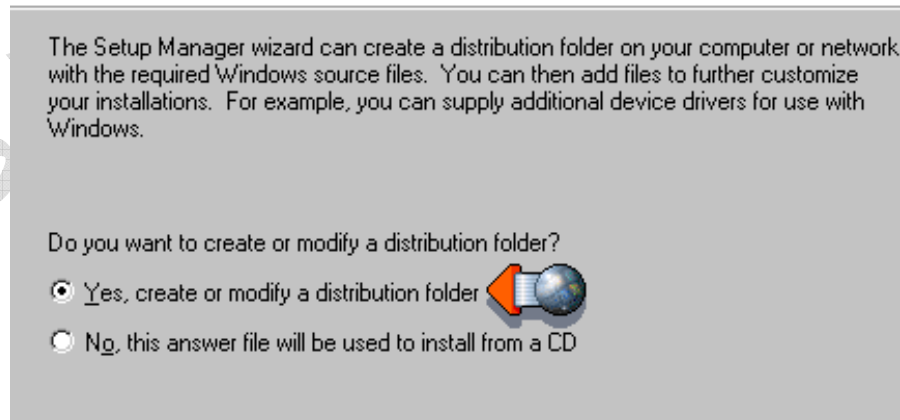 The Setup Manager wizard can create a distribution folder on your computer or network
with the required Windows source files. You can then add files to further customize
your installations. For example, you can supply additional device drivers for use with
Windows.
Do you want to create or modify a distribution folder?
Yes, create or modify a distribution folder
No, this answer file will be used to install from a CD